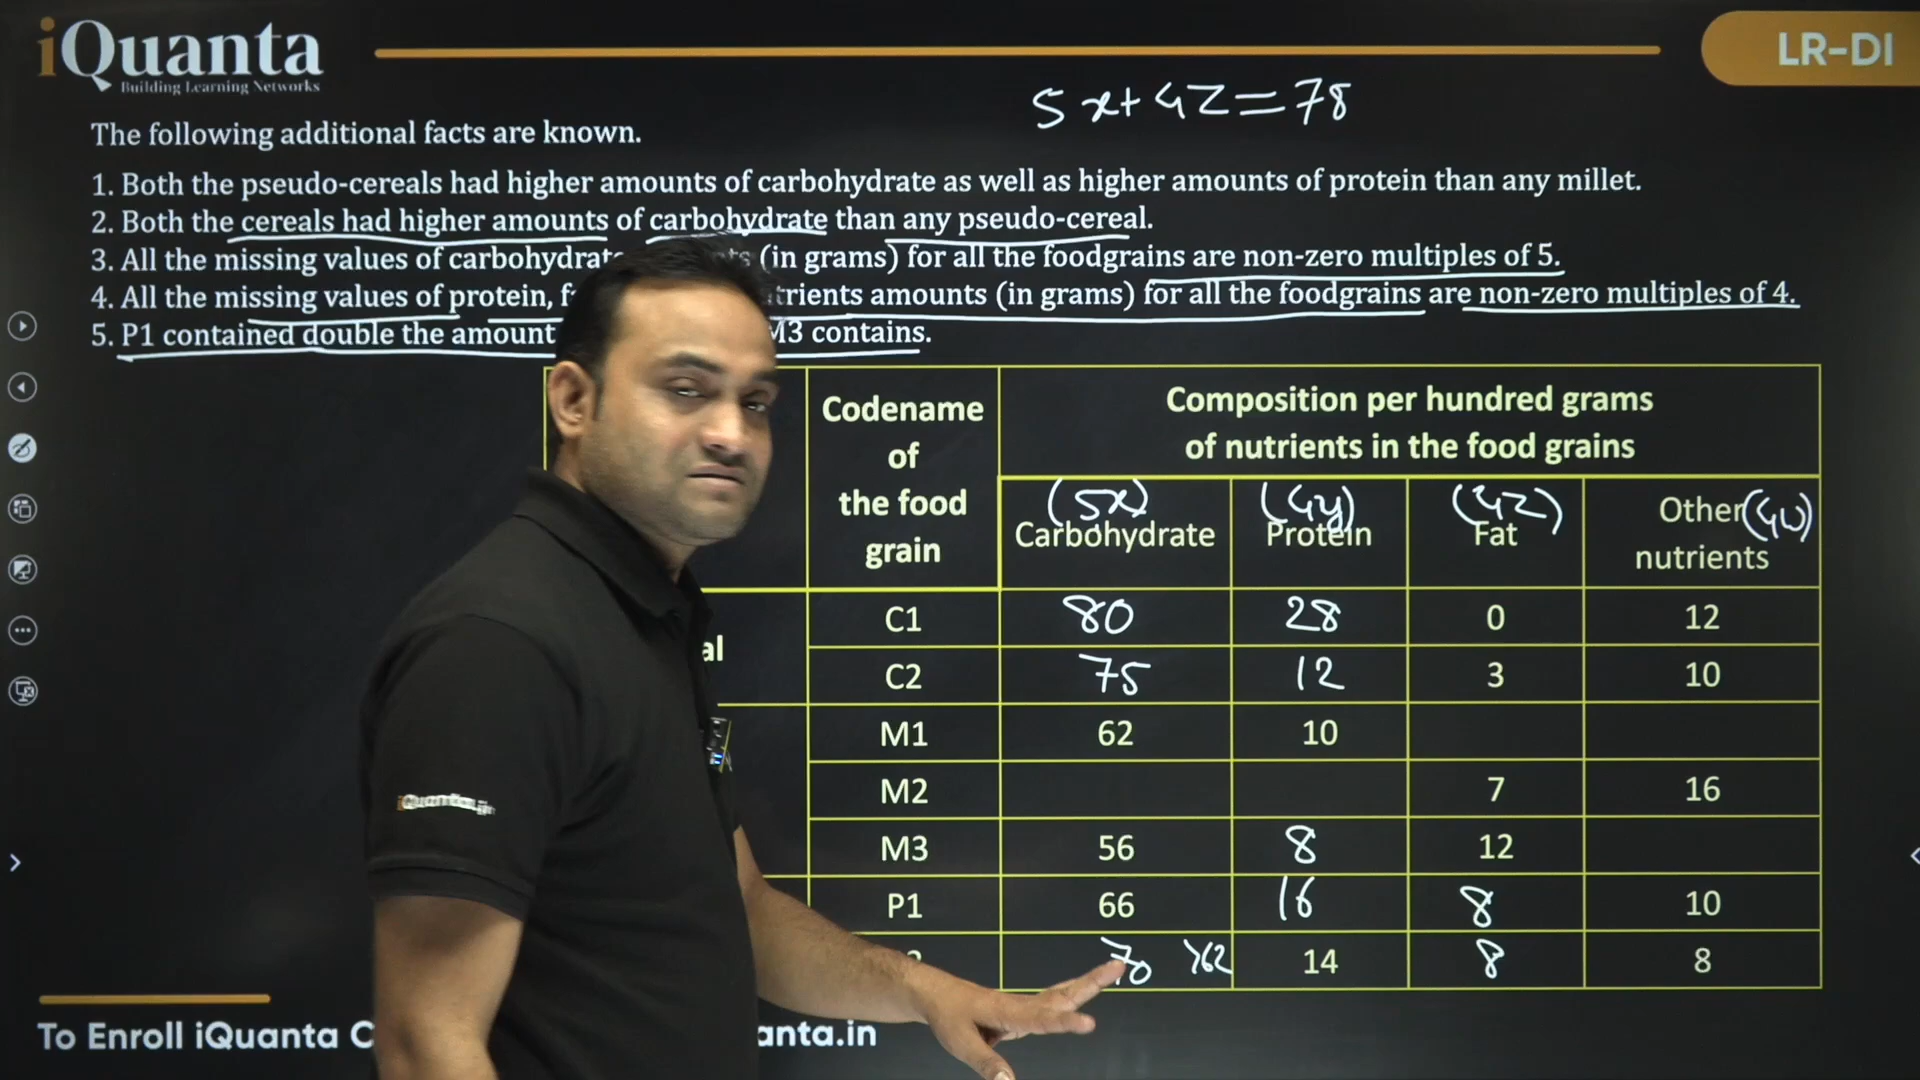 iQuanta
Building Learning Networks
LR-DI
5x+4z=78
The following additional facts are known.
1. Both the pseudo-cereals had higher amounts of carbohydrate as well as higher amounts of protein than any millet.
2. Both the cereals had higher amounts of carbohydrate than any pseudo-cereal.
3. All the missing values of carbohydrate (in grams) for all the foodgrains are non-zero multiples of 5.
4. All the missing values of protein, nutrients amounts (in grams) for all the foodgrains are non-zero multiples of 4.
5. P1 contained double the amount M3 contains.
Codename of the food grain
Composition per hundred grams of nutrients in the food grains
(5x) Carbohydrate
(4y) Protein
(4z) Fat
Other (4w) nutrients
C1 80 28 0 12
C2 75 12 3 10
M1 62 10
M2 7 16
M3 56 8 12
P1 66 16 8 10
70 >62 14 8 8
To Enroll iQuanta